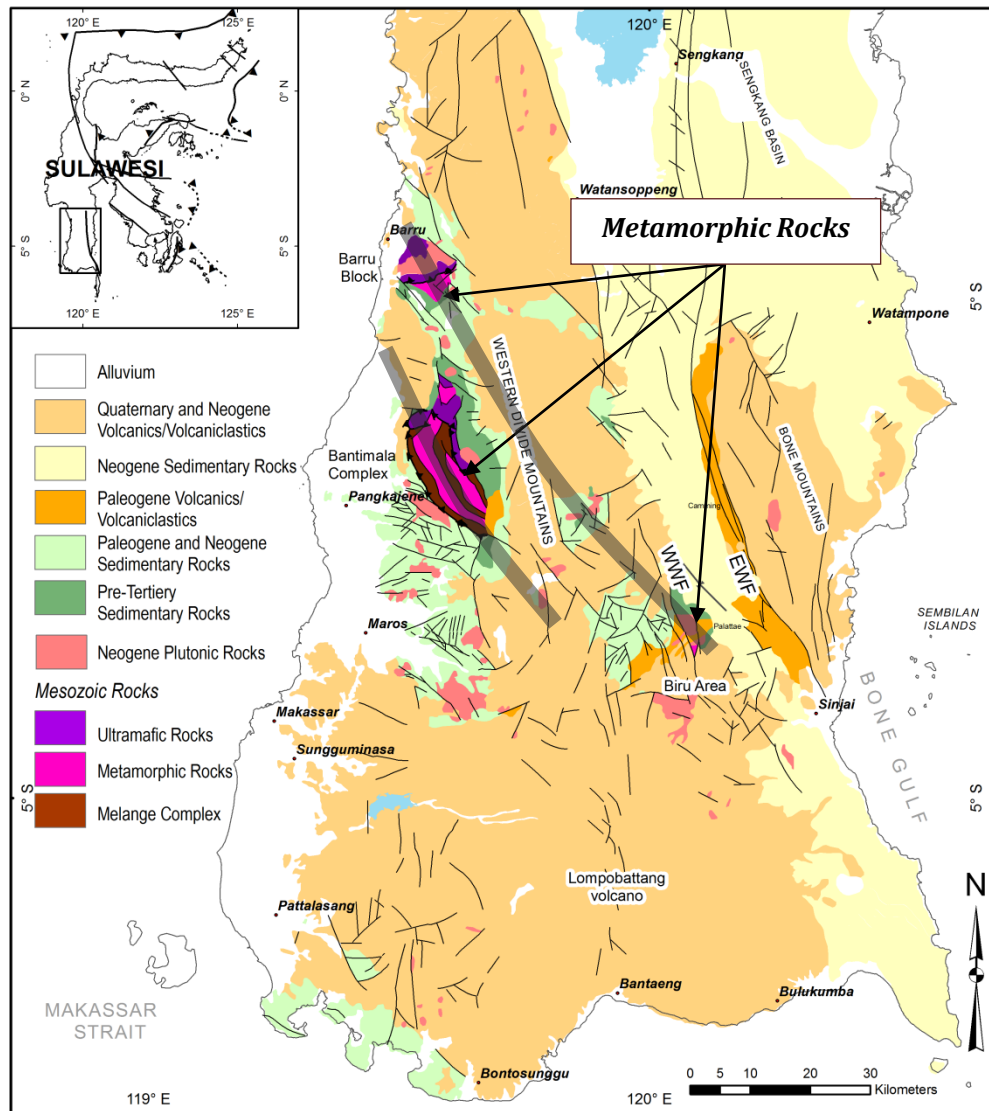 120° E
125° E
0° N
5° S
5° S
SULAWESI
120° E
125° E
120° E
Sengkang
SENGKANG BASIN
Watansoppeng
Metamorphic Rocks
Barru
Barru
Block
5° S
Watampone
WESTERN DIVIDE MOUNTAINS
BONE MOUNTAINS
Bantimala
Complex
Pangkajene
Camming
WWF
EWF
Palattae
SEMBILAN
ISLANDS
Maros
Biru Area
Sinjai
BONE GULF
Makassar
Sungguminasa
5° S
5° S
Lompobattang
volcano
Pattalasang
Bantaeng
Bulukumba
MAKASSAR
STRAIT
Bontosunggu
Alluvium
Quaternary and Neogene
Volcanics/Volcaniclastics
Neogene Sedimentary Rocks
Paleogene Volcanics/
Volcaniclastics
Paleogene and Neogene
Sedimentary Rocks
Pre-Tertiery
Sedimentary Rocks
Neogene Plutonic Rocks
Mesozoic Rocks
Ultramafic Rocks
Metamorphic Rocks
Melange Complex
N
0 5 10 20 30
Kilometers
119° E
120° E